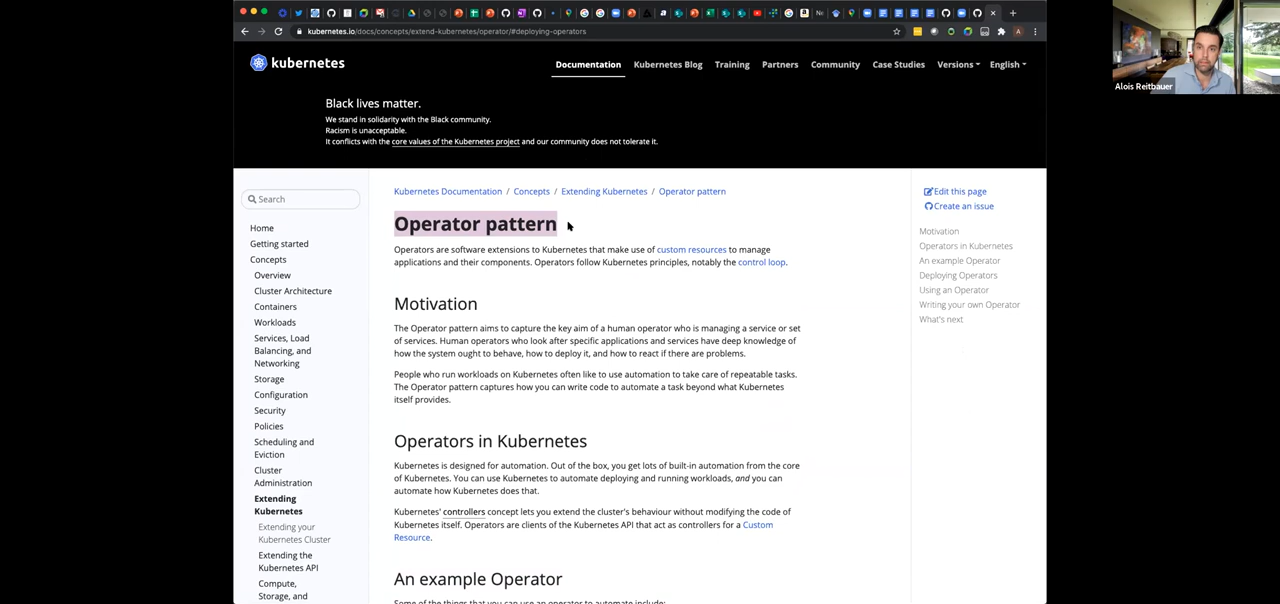 kubernetes.io/docs/concepts/extend-kubernetes/operator/#deploying-operators
Alois Reitbauer
kubernetes
Documentation
Kubernetes Blog
Training
Partners
Community
Case Studies
Versions
English
Black lives matter.
We stand in solidarity with the Black community.
Racism is unacceptable.
It conflicts with the core values of the Kubernetes project and our community does not tolerate it.
Search
Home
Getting started
Concepts
Overview
Cluster Architecture
Containers
Workloads
Services, Load
Balancing, and
Networking
Storage
Configuration
Security
Policies
Scheduling and
Eviction
Cluster
Administration
Extending
Kubernetes
Extending your
Kubernetes Cluster
Extending the
Kubernetes API
Compute,
Storage, and
Kubernetes Documentation / Concepts / Extending Kubernetes / Operator pattern
Operator pattern
Operators are software extensions to Kubernetes that make use of custom resources to manage
applications and their components. Operators follow Kubernetes principles, notably the control loop.
Motivation
The Operator pattern aims to capture the key aim of a human operator who is managing a service or set
of services. Human operators who look after specific applications and services have deep knowledge of
how the system ought to behave, how to deploy it, and how to react if there are problems.
People who run workloads on Kubernetes often like to use automation to take care of repeatable tasks.
The Operator pattern captures how you can write code to automate a task beyond what Kubernetes
itself provides.
Operators in Kubernetes
Kubernetes is designed for automation. Out of the box, you get lots of built-in automation from the core
of Kubernetes. You can use Kubernetes to automate deploying and running workloads, and you can
automate how Kubernetes does that.
Kubernetes' controllers concept lets you extend the cluster's behaviour without modifying the code of
Kubernetes itself. Operators are clients of the Kubernetes API that act as controllers for a Custom
Resource.
An example Operator
Some of the things that you can use an operator to automate include:
Edit this page
Create an issue
Motivation
Operators in Kubernetes
An example Operator
Deploying Operators
Using an Operator
Writing your own Operator
What's next